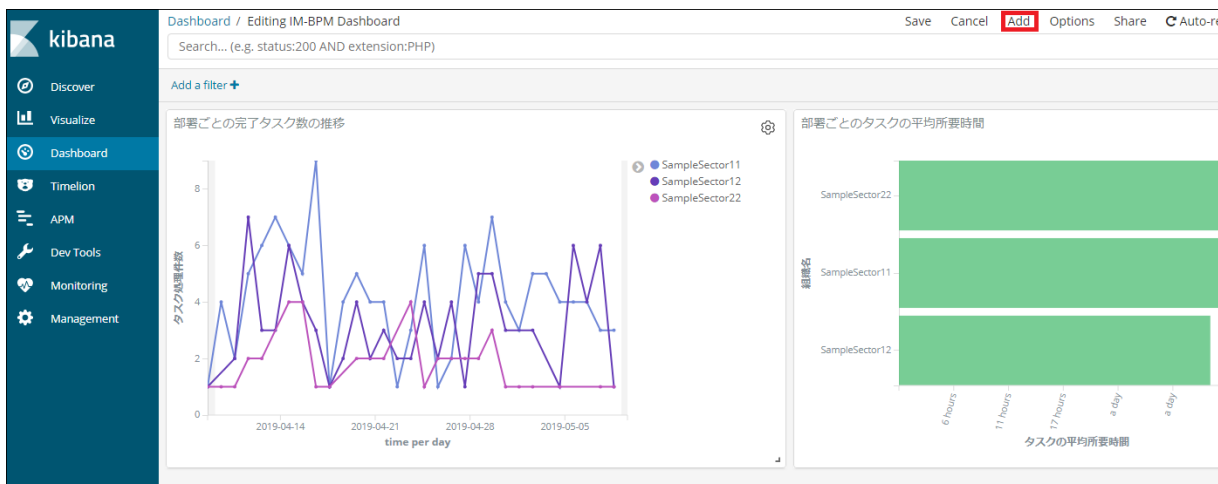 kibana
Discover
Visualize
Dashboard
Timelion
APM
Dev Tools
Monitoring
Management
Dashboard / Editing IM-BPM Dashboard
Save Cancel Add Options Share Auto-re
Search... (e.g. status:200 AND extension:PHP)
Add a filter +
部署ごとの完了タスク数の推移
SampleSector11
SampleSector12
SampleSector22
タスク処理件数
8
6
4
2
0
2019-04-14 2019-04-21 2019-04-28 2019-05-05
time per day
部署ごとのタスクの平均所要時間
組織名
SampleSector22
SampleSector11
SampleSector12
6 hours 11 hours 17 hours a day a day
タスクの平均所要時間